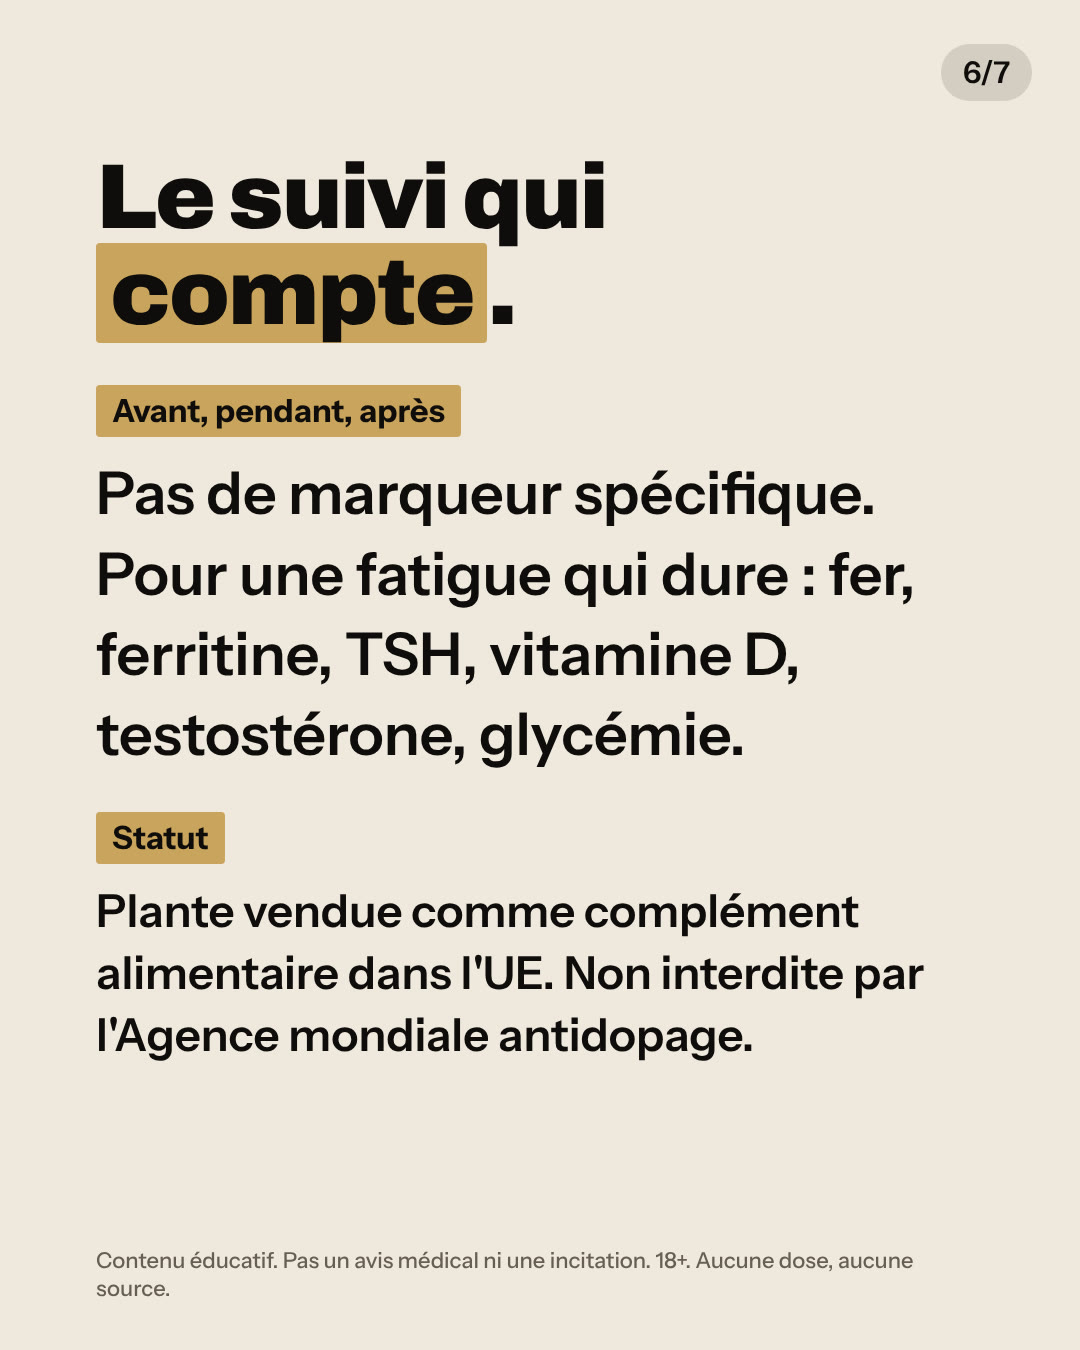 6/7
Le suivi qui
compte.
Avant, pendant, après
Pas de marqueur spécifique.
Pour une fatigue qui dure : fer,
ferritine, TSH, vitamine D,
testostérone, glycémie.
Statut
Plante vendue comme complément
alimentaire dans l'UE. Non interdite par
l'Agence mondiale antidopage.
Contenu éducatif. Pas un avis médical ni une incitation. 18+. Aucune dose, aucune
source.